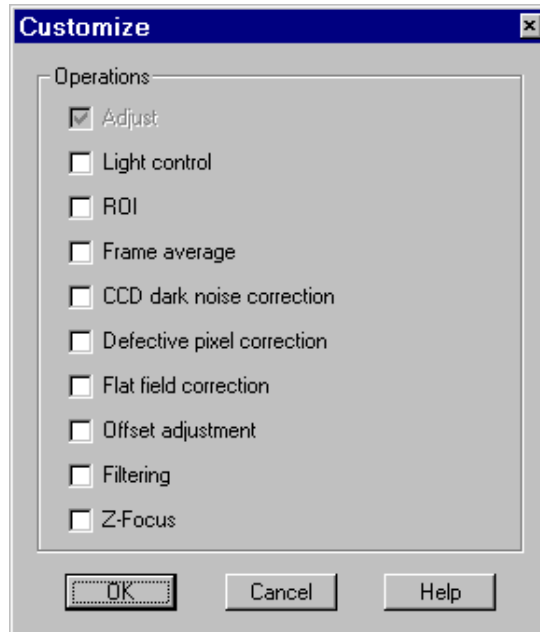 Customize
Operations
Adjust
Light control
ROI
Frame average
CCD dark noise correction
Defective pixel correction
Flat field correction
Offset adjustment
Filtering
Z-Focus
OK Cancel Help